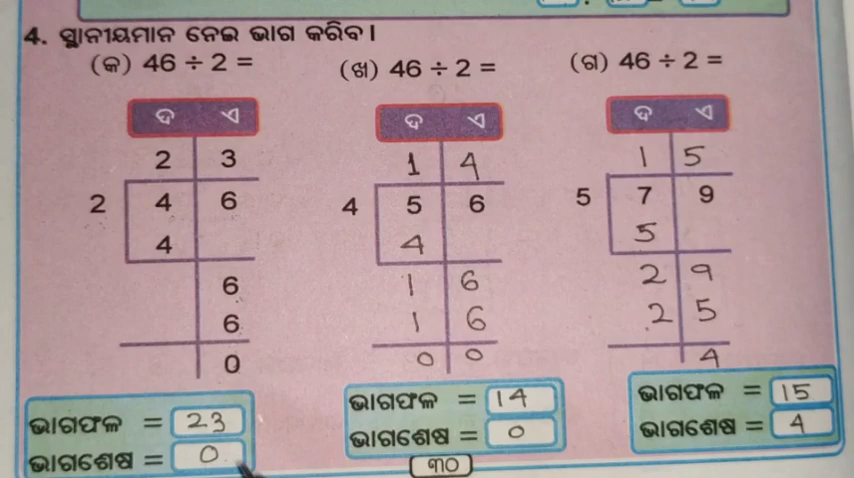 4. ସ୍ଥାନୀୟମାନ ନେଇ ଭାଗ କରିବା ।
(କ) 46 ÷ 2 = (ଖ) 46 ÷ 2 = (ଗ) 46 ÷ 2 =
ଦ ଏ ଦ ଏ ଦ ଏ
2 3 1 4 1 5
2 4 6 4 5 6 5 7 9
4 4 5
6 1 6 2 9
6 1 6 2 5
0 0 0 4
ଭାଗଫଳ = 23 ଭାଗଫଳ = 14 ଭାଗଫଳ = 15
ଭାଗଶେଷ = 0 ଭାଗଶେଷ = 0 ଭାଗଶେଷ = 4
୩୦